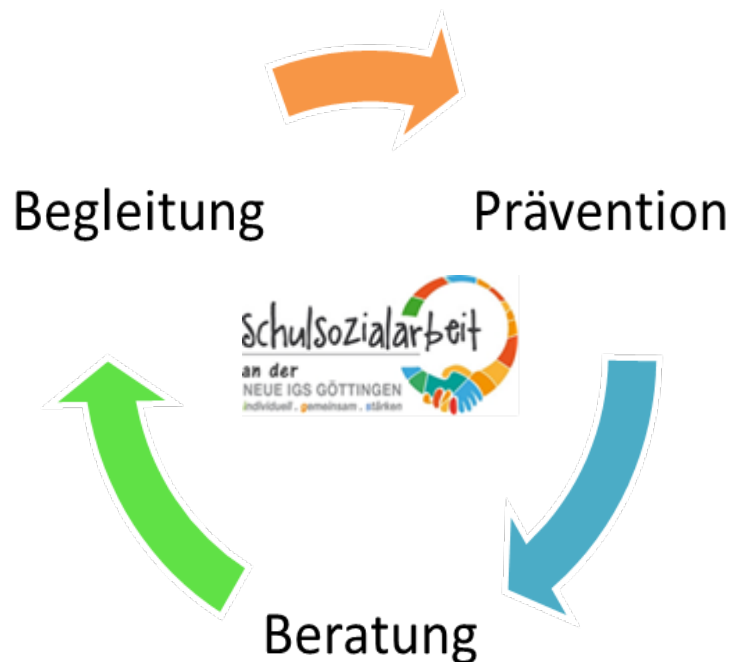 Begleitung
Prävention
Schulsozialarbeit
an der
NEUE IGS GÖTTINGEN
individuell . gemeinsam . stärken
Beratung